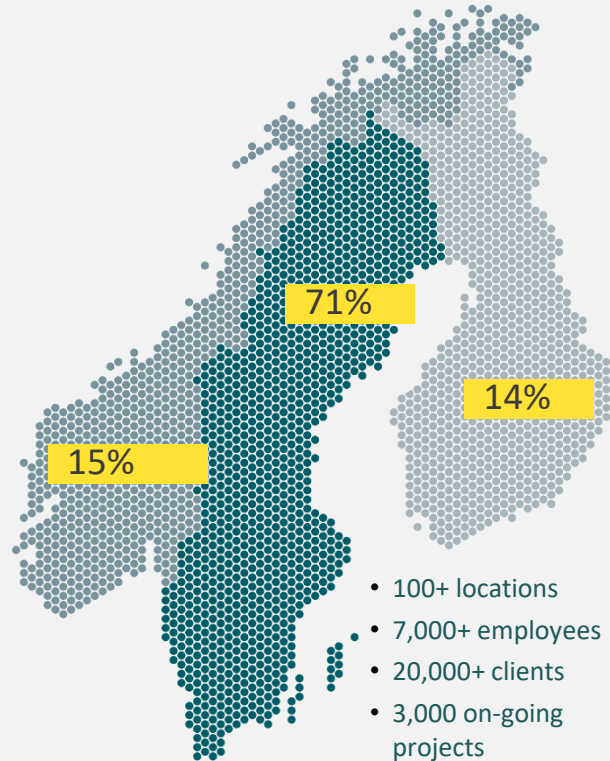 71%
14%
15%
• 100+ locations
• 7,000+ employees
• 20,000+ clients
• 3,000 on-going
projects